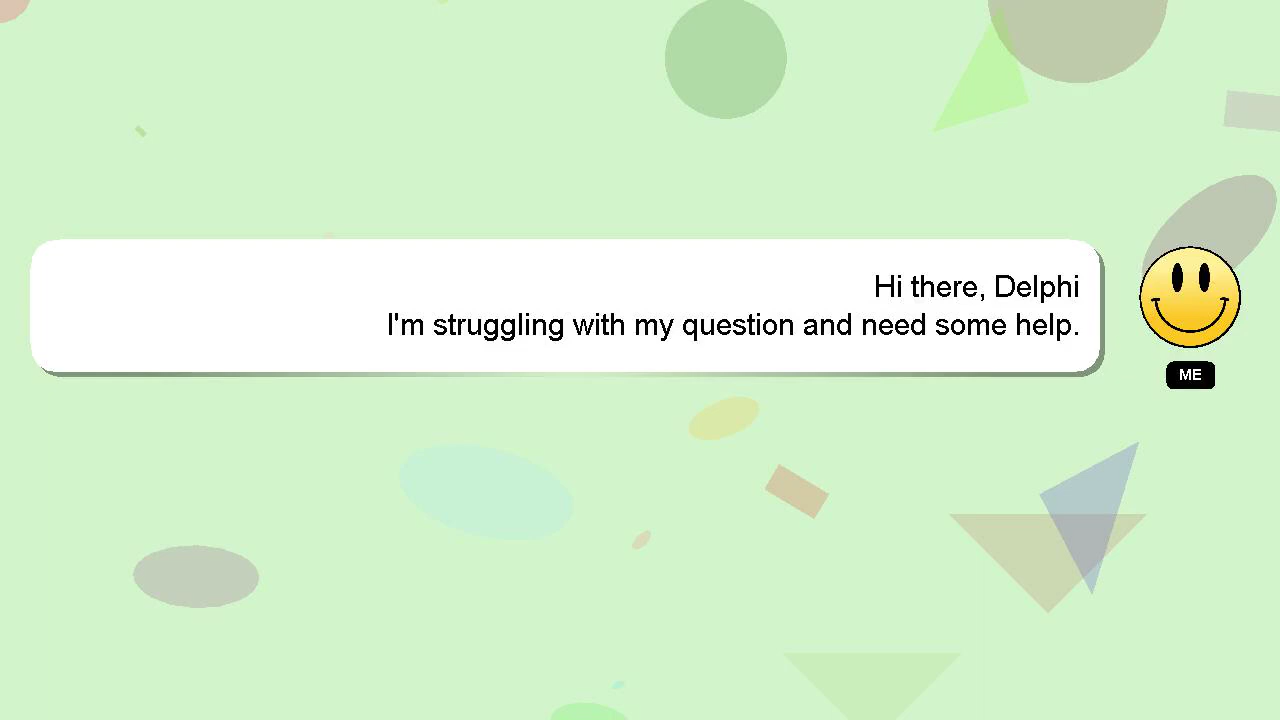 Hi there, Delphi
I'm struggling with my question and need some help.
ME